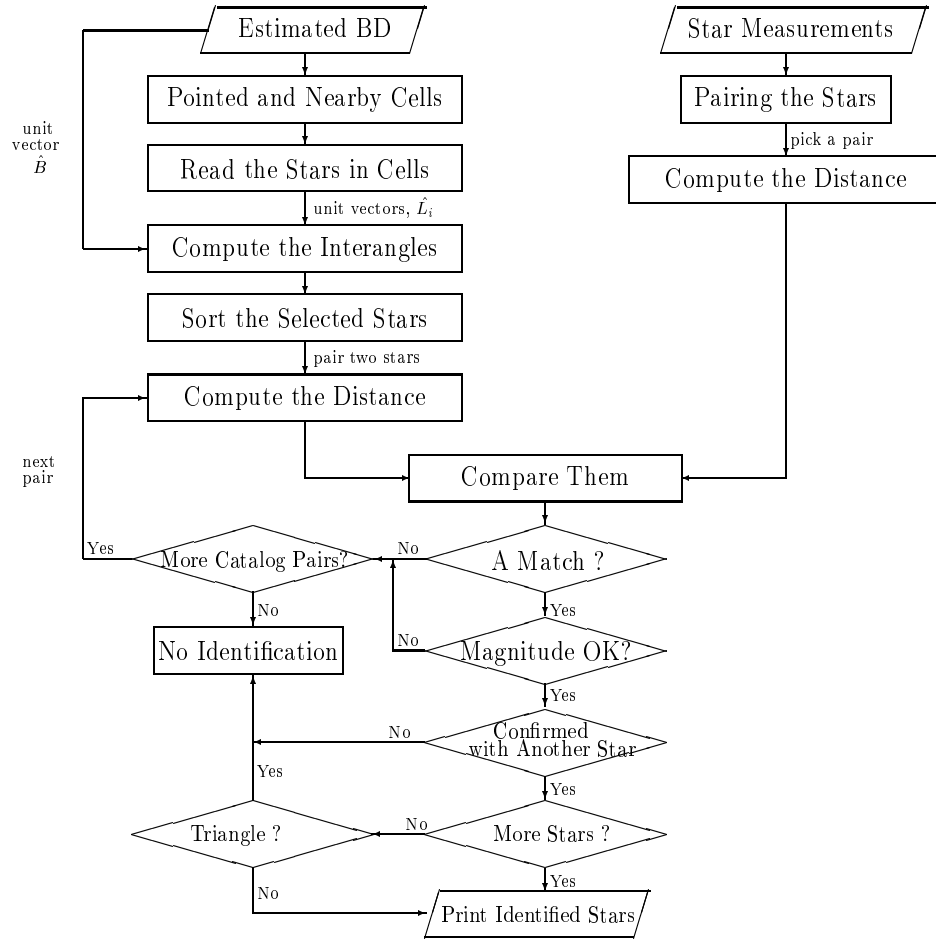 Estimated BD
Star Measurements
Pointed and Nearby Cells
Pairing the Stars
unit
vector
B̂
pick a pair
Read the Stars in Cells
Compute the Distance
unit vectors, L̂ᵢ
Compute the Interangles
Sort the Selected Stars
pair two stars
Compute the Distance
next
pair
Compare Them
Yes
More Catalog Pairs?
No
A Match ?
No
Yes
No Identification
No
Magnitude OK?
Yes
No
Confirmed
with Another Star
Yes
Yes
Triangle ?
No
More Stars ?
No
Yes
Print Identified Stars